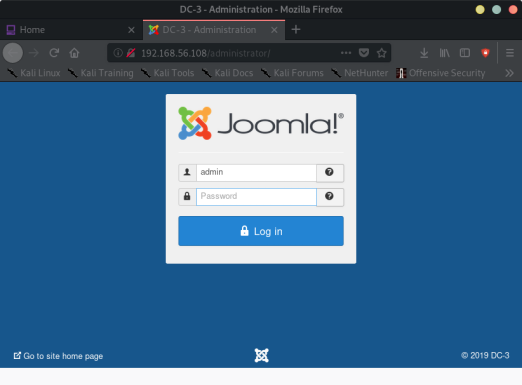 DC-3 - Administration - Mozilla Firefox
Home
DC-3 - Administration
192.168.56.108/administrator/
Kali Linux Kali Training Kali Tools Kali Docs Kali Forums NetHunter Offensive Security
Joomla!®
admin
Password
Log in
Go to site home page
© 2019 DC-3